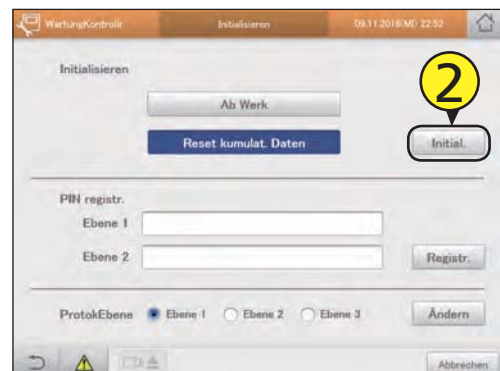 WartungKontrollr Initialisieren 09.11.2016(Mi) 22:52
Initialisieren
2
Ab Werk
Reset kumulat. Daten Initial.
PIN registr.
Ebene 1
Ebene 2 Registr.
ProtokEbene Ebene 1 Ebene 2 Ebene 3 Ändern
Abbrechen